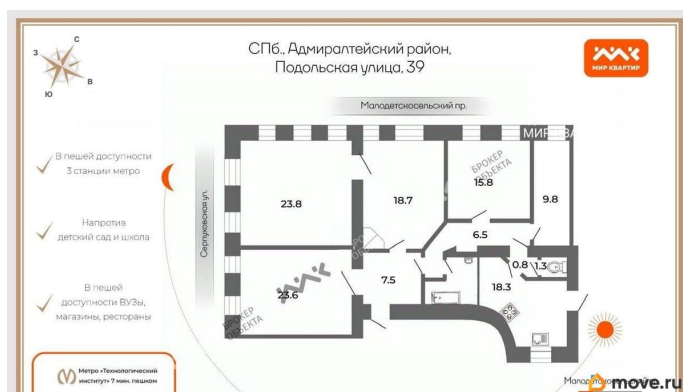 СПб., Адмиралтейский район,
Подольская улица, 39
МИР КВАРТИР
С
З
В
Ю
Малодетскосельский пр.
Серпуховская ул.
В пешей доступности
3 станции метро
Напротив
детский сад и школа
В пешей
доступности ВУЗы,
магазины, рестораны
Метро «Технологический
институт» 7 мин. пешком
БРОКЕР
ОБЪЕКТА
23.8
18.7
15.8
9.8
6.5
7.5
23.6
0.8
1.3
18.3
БРОКЕР
ОБЪЕКТА
move.ru